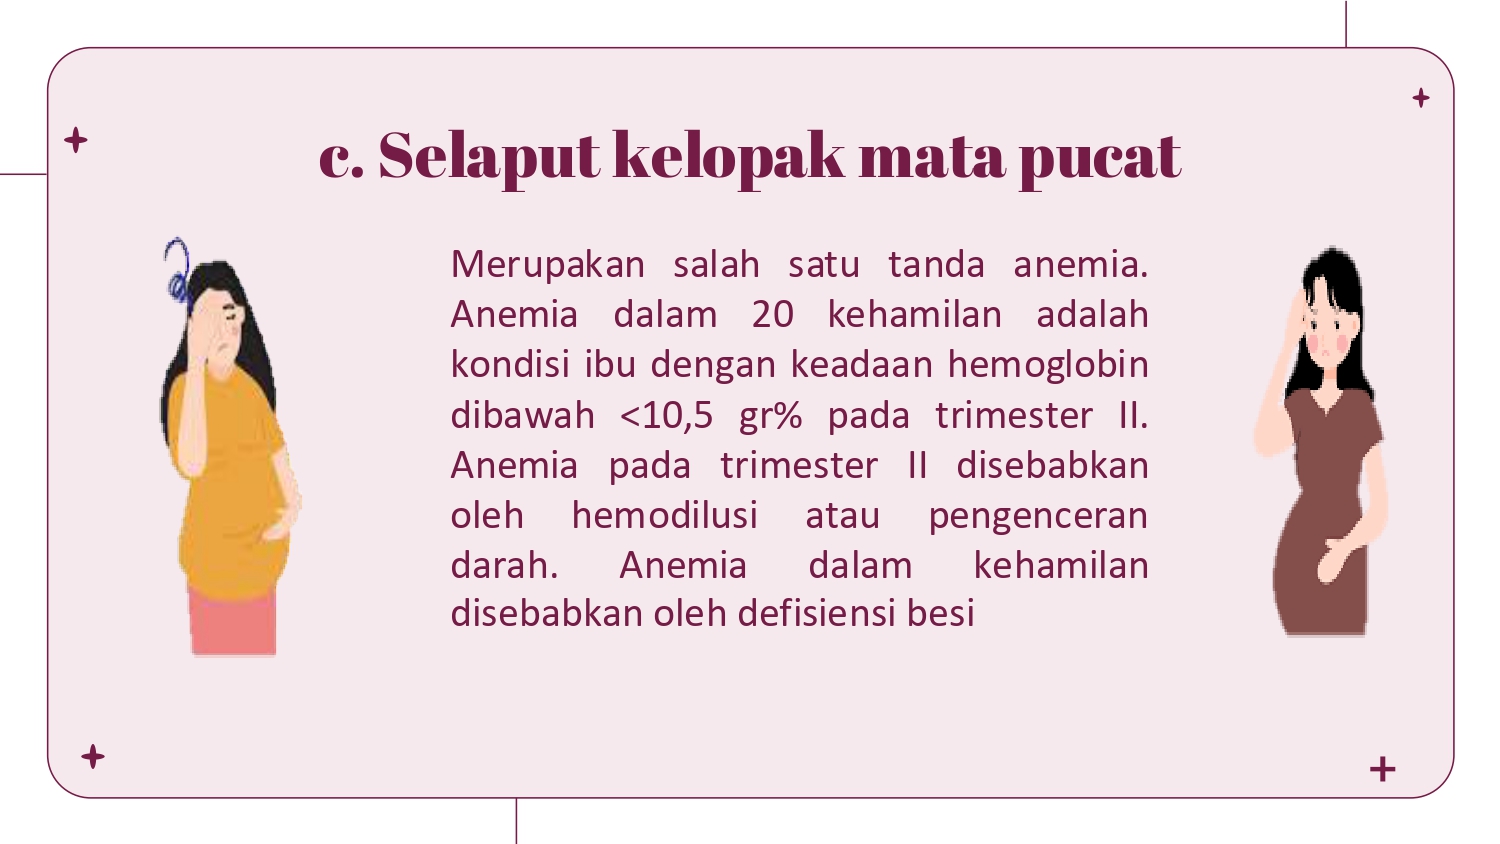 c. Selaput kelopak mata pucat
Merupakan salah satu tanda anemia.
Anemia dalam 20 kehamilan adalah
kondisi ibu dengan keadaan hemoglobin
dibawah <10,5 gr% pada trimester II.
Anemia pada trimester II disebabkan
oleh hemodilusi atau pengenceran
darah. Anemia dalam kehamilan
disebabkan oleh defisiensi besi